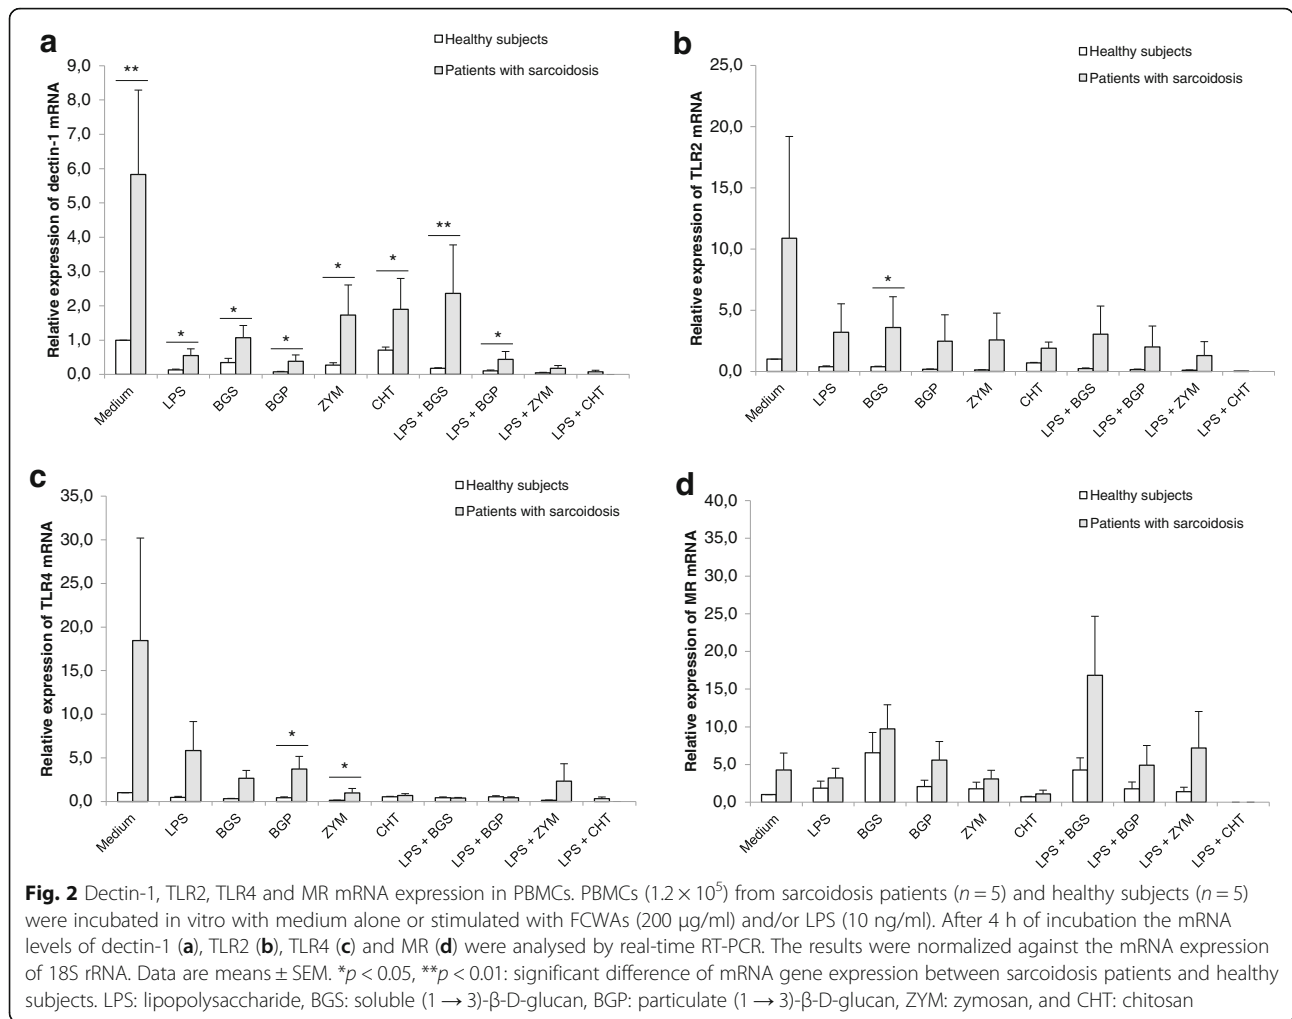 a
Healthy subjects
Patients with sarcoidosis
Relative expression of dectin-1 mRNA
9,0
8,0
7,0
6,0
5,0
4,0
3,0
2,0
1,0
0,0
**
*
*
*
*
*
**
*
Medium
LPS
BGS
BGP
ZYM
CHT
LPS + BGS
LPS + BGP
LPS + ZYM
LPS + CHT
b
Healthy subjects
Patients with sarcoidosis
Relative expression of TLR2 mRNA
25,0
20,0
15,0
10,0
5,0
0,0
*
Medium
LPS
BGS
BGP
ZYM
CHT
LPS + BGS
LPS + BGP
LPS + ZYM
LPS + CHT
c
Healthy subjects
Patients with sarcoidosis
Relative expression of TLR4 mRNA
35,0
30,0
25,0
20,0
15,0
10,0
5,0
0,0
*
*
Medium
LPS
BGS
BGP
ZYM
CHT
LPS + BGS
LPS + BGP
LPS + ZYM
LPS + CHT
d
Healthy subjects
Patients with sarcoidosis
Relative expression of MR mRNA
40,0
35,0
30,0
25,0
20,0
15,0
10,0
5,0
0,0
Medium
LPS
BGS
BGP
ZYM
CHT
LPS + BGS
LPS + BGP
LPS + ZYM
LPS + CHT
Fig. 2 Dectin-1, TLR2, TLR4 and MR mRNA expression in PBMCs. PBMCs (1.2 × 10⁵) from sarcoidosis patients (n = 5) and healthy subjects (n = 5)
were incubated in vitro with medium alone or stimulated with FCWAs (200 μg/ml) and/or LPS (10 ng/ml). After 4 h of incubation the mRNA
levels of dectin-1 (a), TLR2 (b), TLR4 (c) and MR (d) were analysed by real-time RT-PCR. The results were normalized against the mRNA expression
of 18S rRNA. Data are means ± SEM. *p < 0.05, **p < 0.01: significant difference of mRNA gene expression between sarcoidosis patients and healthy
subjects. LPS: lipopolysaccharide, BGS: soluble (1 → 3)-β-D-glucan, BGP: particulate (1 → 3)-β-D-glucan, ZYM: zymosan, and CHT: chitosan